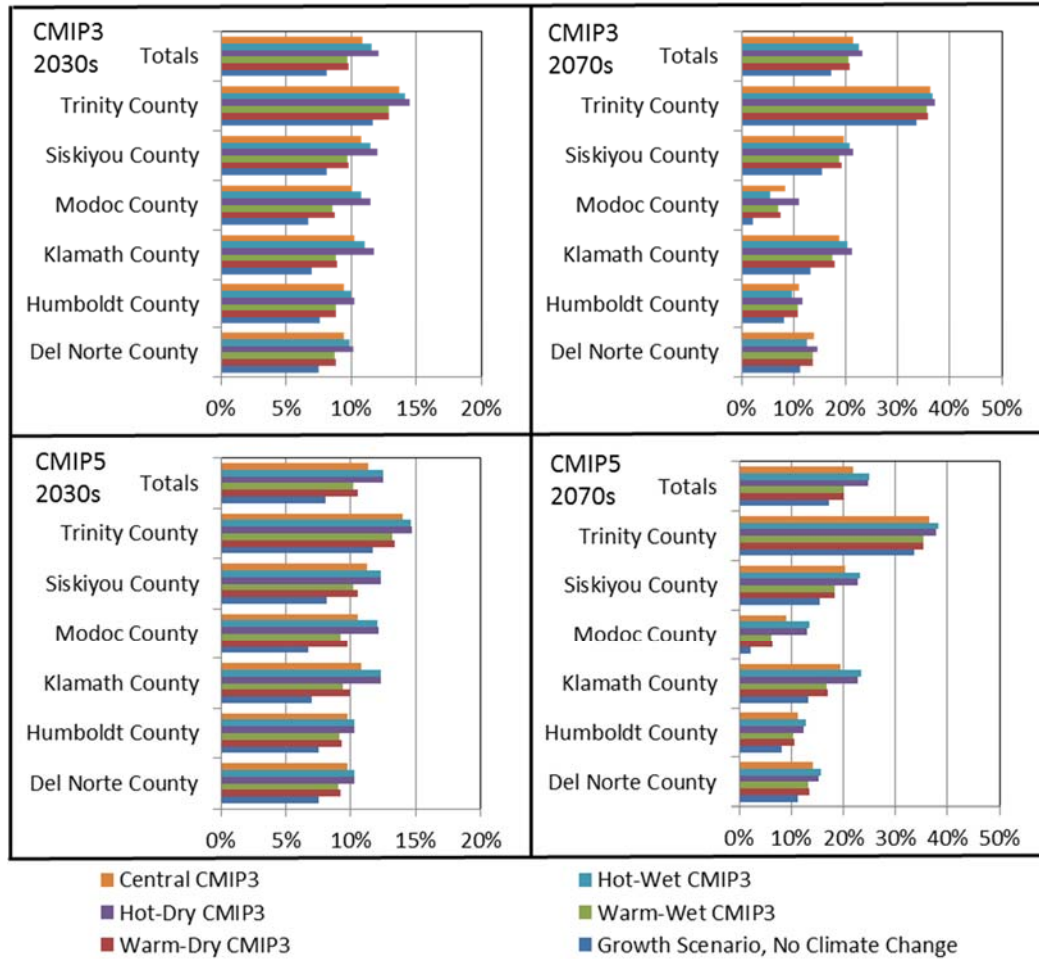 CMIP3
2030s
Totals
Trinity County
Siskiyou County
Modoc County
Klamath County
Humboldt County
Del Norte County
0% 5% 10% 15% 20%
CMIP3
2070s
Totals
Trinity County
Siskiyou County
Modoc County
Klamath County
Humboldt County
Del Norte County
0% 10% 20% 30% 40% 50%
CMIP5
2030s
Totals
Trinity County
Siskiyou County
Modoc County
Klamath County
Humboldt County
Del Norte County
0% 5% 10% 15% 20%
CMIP5
2070s
Totals
Trinity County
Siskiyou County
Modoc County
Klamath County
Humboldt County
Del Norte County
0% 10% 20% 30% 40% 50%
Central CMIP3
Hot-Wet CMIP3
Hot-Dry CMIP3
Warm-Wet CMIP3
Warm-Dry CMIP3
Growth Scenario, No Climate Change